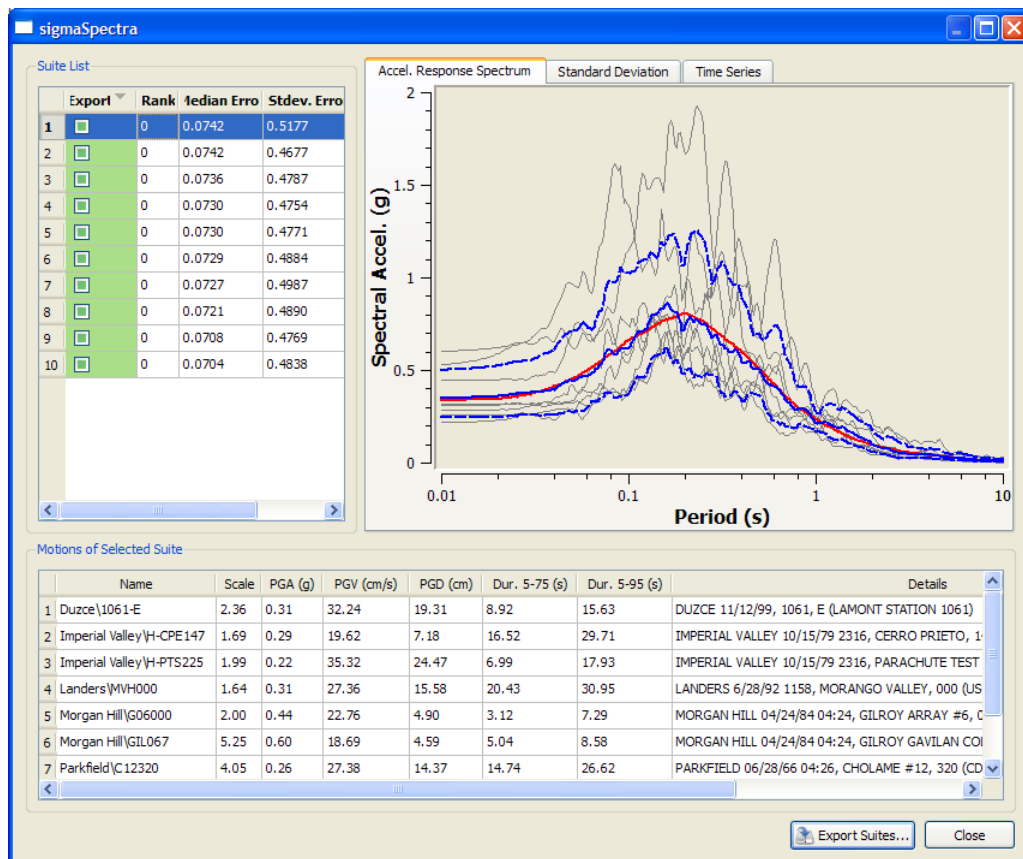 sigmaSpectra
Suite List
Export Rank Median Erro Stdev. Erro
1 0 0.0742 0.5177
2 0 0.0742 0.4677
3 0 0.0736 0.4787
4 0 0.0730 0.4754
5 0 0.0730 0.4771
6 0 0.0729 0.4884
7 0 0.0727 0.4987
8 0 0.0721 0.4890
9 0 0.0708 0.4769
10 0 0.0704 0.4838
Accel. Response Spectrum Standard Deviation Time Series
2
1.5
1
0.5
0
Spectral Accel. (g)
0.01 0.1 1 10
Period (s)
Motions of Selected Suite
Name Scale PGA (g) PGV (cm/s) PGD (cm) Dur. 5-75 (s) Dur. 5-95 (s) Details
1 Duzce\1061-E 2.36 0.31 32.24 19.31 8.92 15.63 DUZCE 11/12/99, 1061, E (LAMONT STATION 1061)
2 Imperial Valley\H-CPE147 1.69 0.29 19.62 7.18 16.52 29.71 IMPERIAL VALLEY 10/15/79 2316, CERRO PRIETO, 1
3 Imperial Valley\H-PTS225 1.99 0.22 35.32 24.47 6.99 17.93 IMPERIAL VALLEY 10/15/79 2316, PARACHUTE TEST
4 Landers\MVH000 1.64 0.31 27.36 15.58 20.43 30.95 LANDERS 6/28/92 1158, MORANGO VALLEY, 000 (US
5 Morgan Hill\G06000 2.00 0.44 22.76 4.90 3.12 7.29 MORGAN HILL 04/24/84 04:24, GILROY ARRAY #6, 0
6 Morgan Hill\GIL067 5.25 0.60 18.69 4.59 5.04 8.58 MORGAN HILL 04/24/84 04:24, GILROY GAVILAN COL
7 Parkfield\C12320 4.05 0.26 27.38 14.37 14.74 26.62 PARKFIELD 06/28/66 04:26, CHOLAME #12, 320 (CD
Export Suites... Close